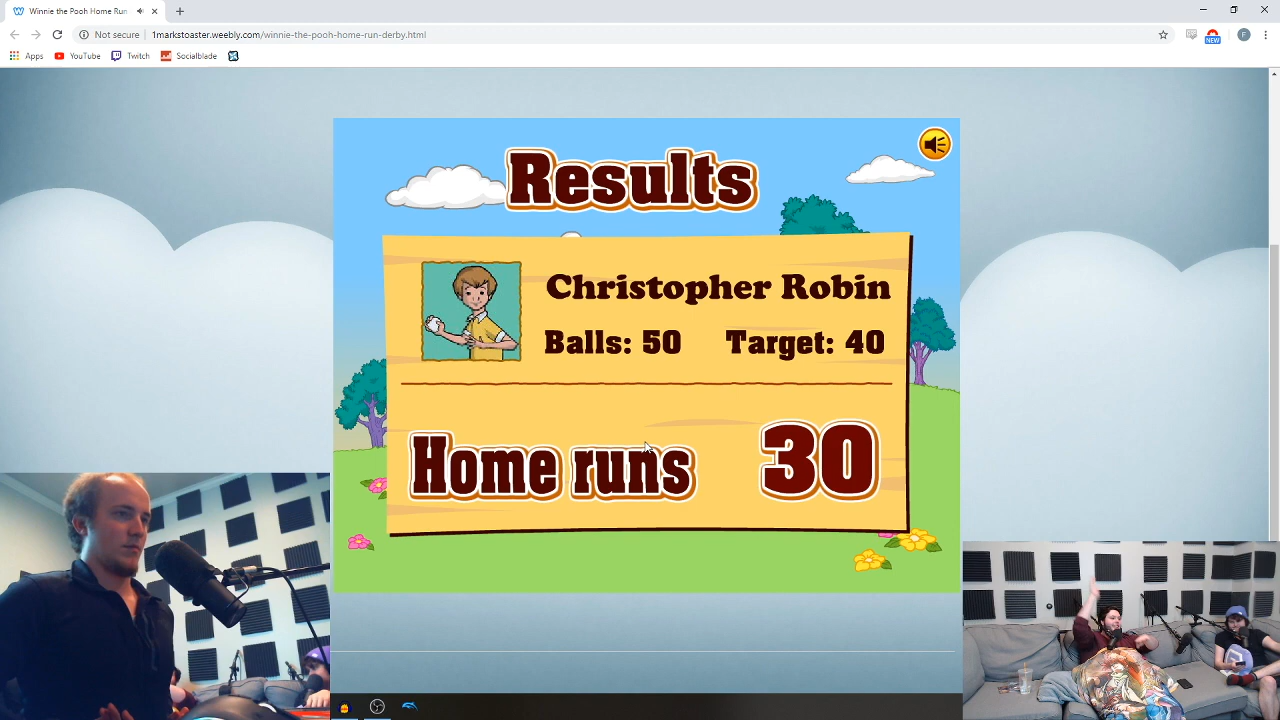 Winnie the Pooh Home Run
Not secure
1markstoaster.weebly.com/winnie-the-pooh-home-run-derby.html
NEW
F
Apps
YouTube
Twitch
Socialblade
Results
Christopher Robin
Balls: 50
Target: 40
Home runs
30